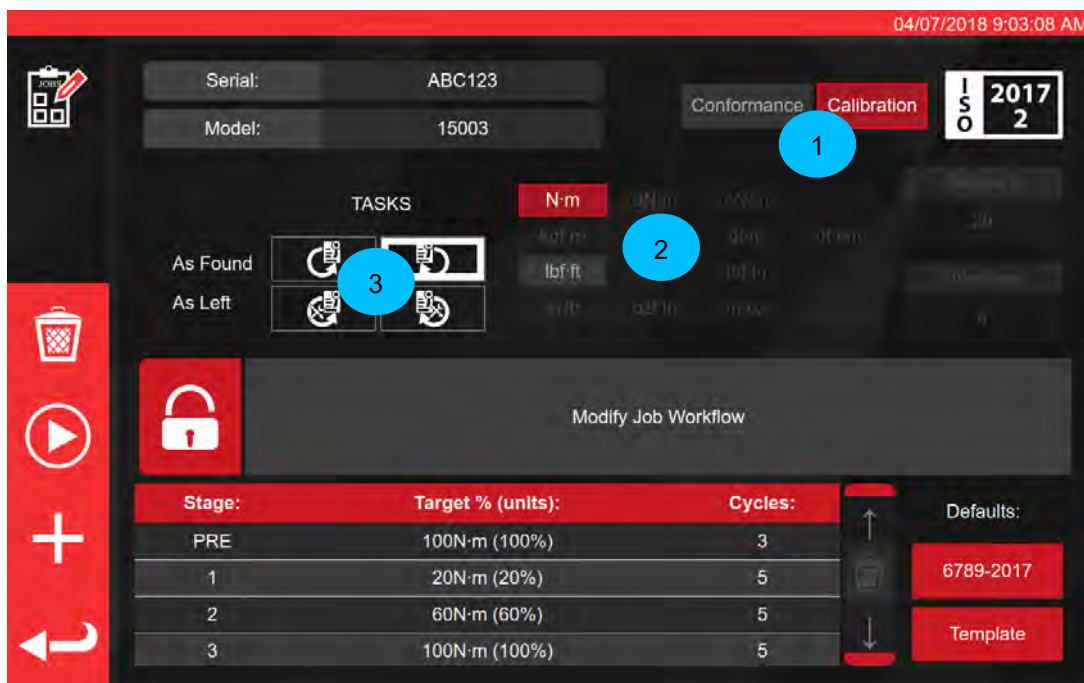 04/07/2018 9:03:08 AM
JOBS
Serial: ABC123
Model: 15003
Conformance Calibration
ISO 2017 2
1
TASKS
N·m
2
As Found
3
lbf·ft
As Left
Modify Job Workflow
Stage: Target % (units): Cycles:
Defaults:
PRE 100N·m (100%) 3
1 20N·m (20%) 5
6789-2017
2 60N·m (60%) 5
Template
3 100N·m (100%) 5